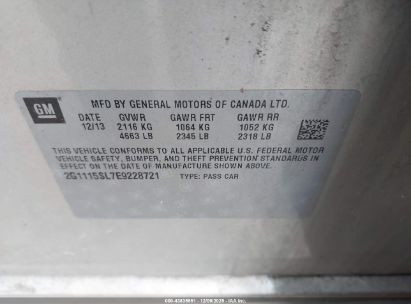 GM
MFD BY GENERAL MOTORS OF CANADA LTD.
DATE GVWR GAWR FRT GAWR RR
12/13 2116 KG 1064 KG 1052 KG
4663 LB 2345 LB 2318 LB
THIS VEHICLE CONFORMS TO ALL APPLICABLE U.S. FEDERAL MOTOR
VEHICLE SAFETY, BUMPER, AND THEFT PREVENTION STANDARDS IN
EFFECT ON THE DATE OF MANUFACTURE SHOWN ABOVE.
2G1115SL7E9228721 TYPE: PASS CAR